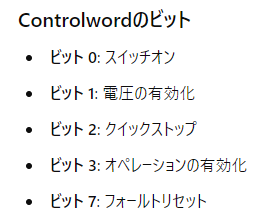 Controlwordのビット
• ビット 0: スイッチオン
• ビット 1: 電圧の有効化
• ビット 2: クイックストップ
• ビット 3: オペレーションの有効化
• ビット 7: フォールトリセット